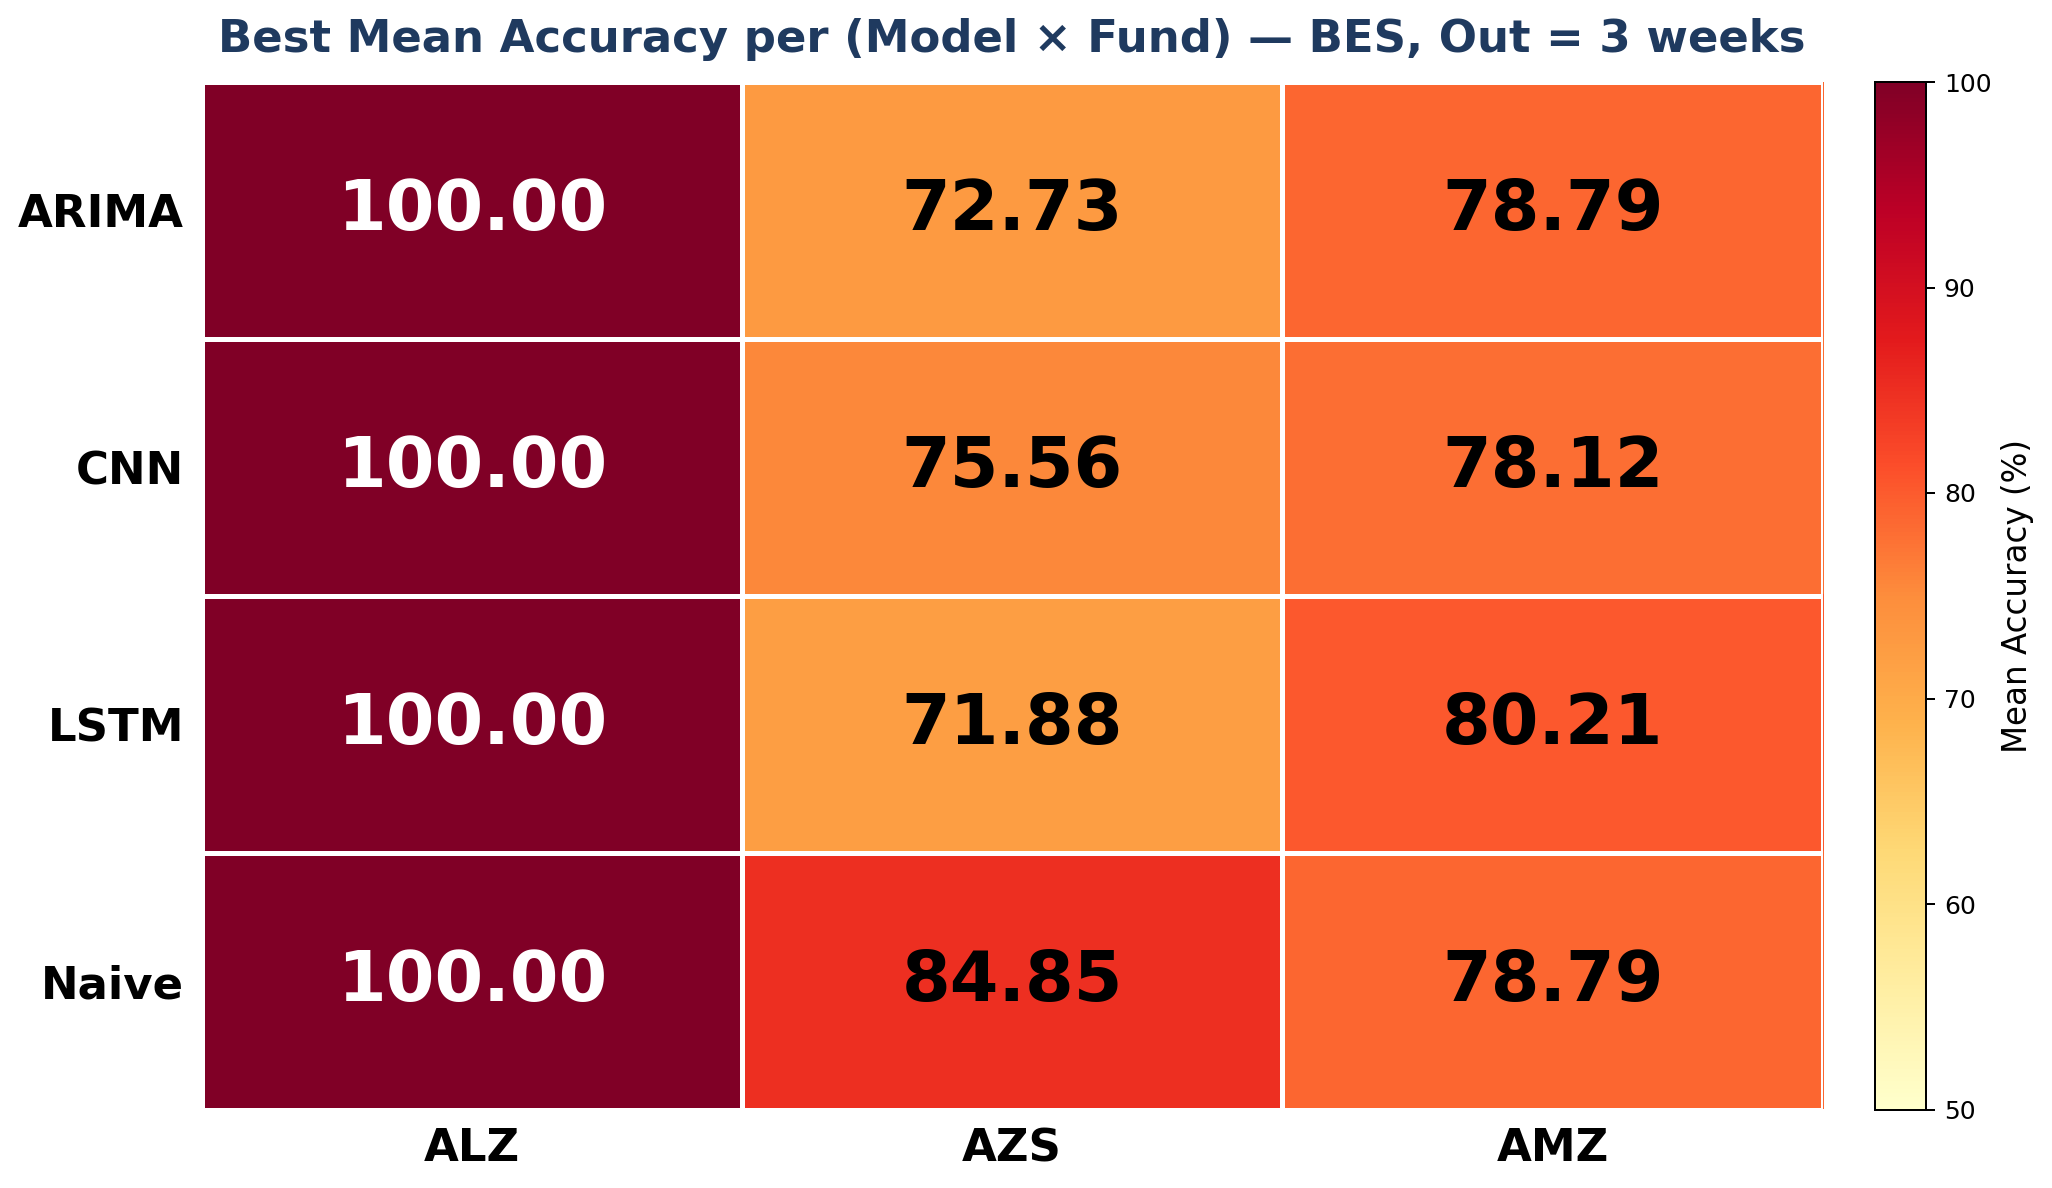 Best Mean Accuracy per (Model × Fund) — BES, Out = 3 weeks
ARIMA 100.00 72.73 78.79
CNN 100.00 75.56 78.12
LSTM 100.00 71.88 80.21
Naive 100.00 84.85 78.79
ALZ AZS AMZ
100
90
80
70
60
50
Mean Accuracy (%)